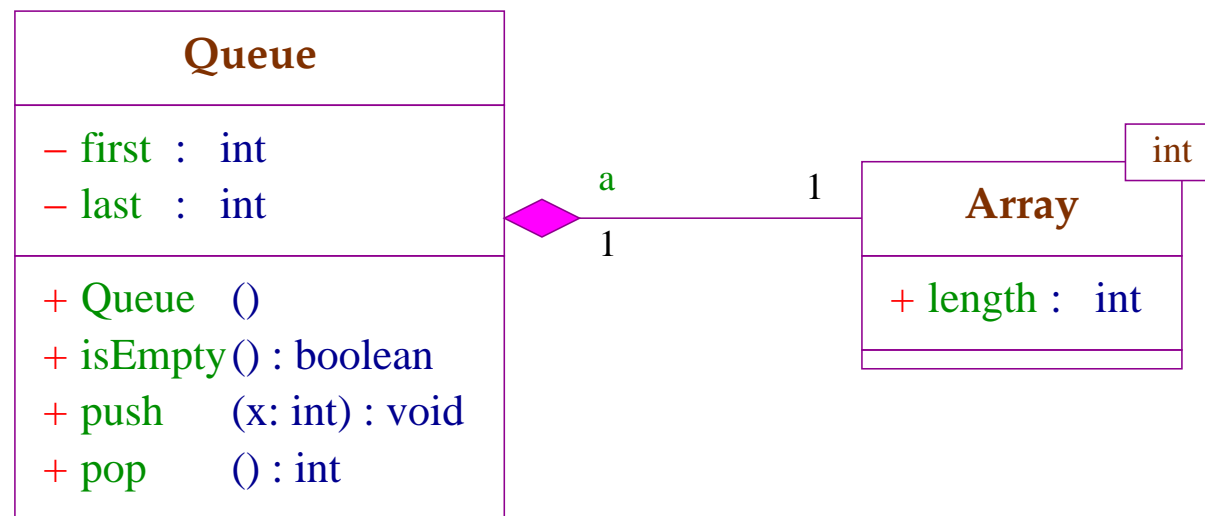 Queue
− first : int
− last : int
+ Queue ()
+ isEmpty () : boolean
+ push (x: int) : void
+ pop () : int
a
1
1
int
Array
+ length : int